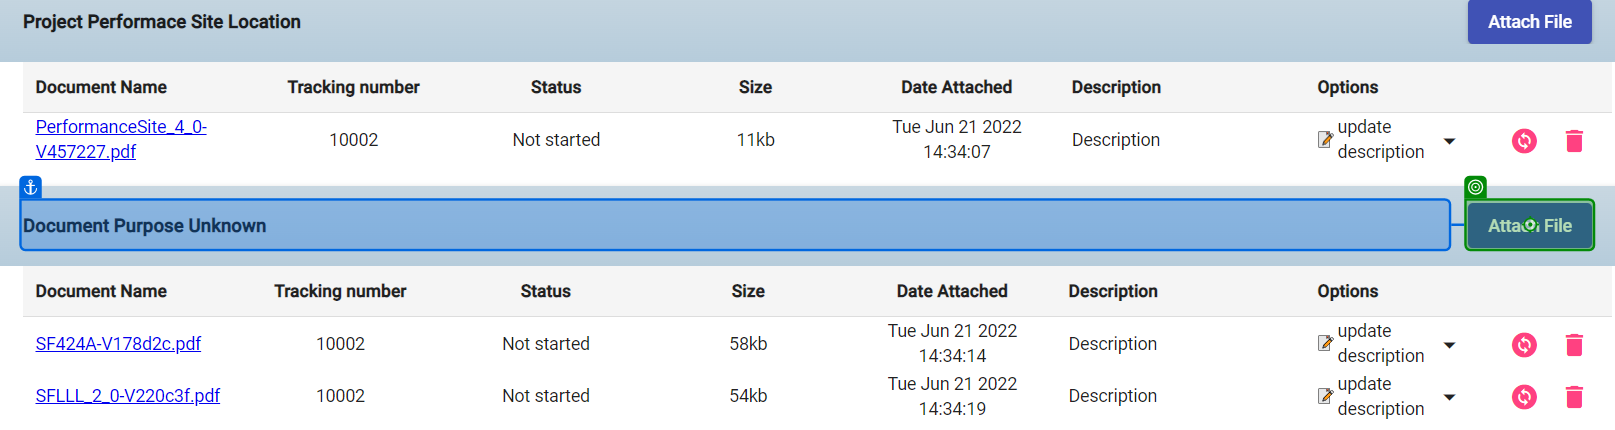 Project Performace Site Location
Attach File
Document Name Tracking number Status Size Date Attached Description Options
PerformanceSite_4_0-
V457227.pdf
10002 Not started 11kb
Tue Jun 21 2022
14:34:07
Description
update
description
Document Purpose Unknown
Attach File
Document Name Tracking number Status Size Date Attached Description Options
SF424A-V178d2c.pdf 10002 Not started 58kb
Tue Jun 21 2022
14:34:14
Description
update
description
SFLLL_2_0-V220c3f.pdf 10002 Not started 54kb
Tue Jun 21 2022
14:34:19
Description
update
description